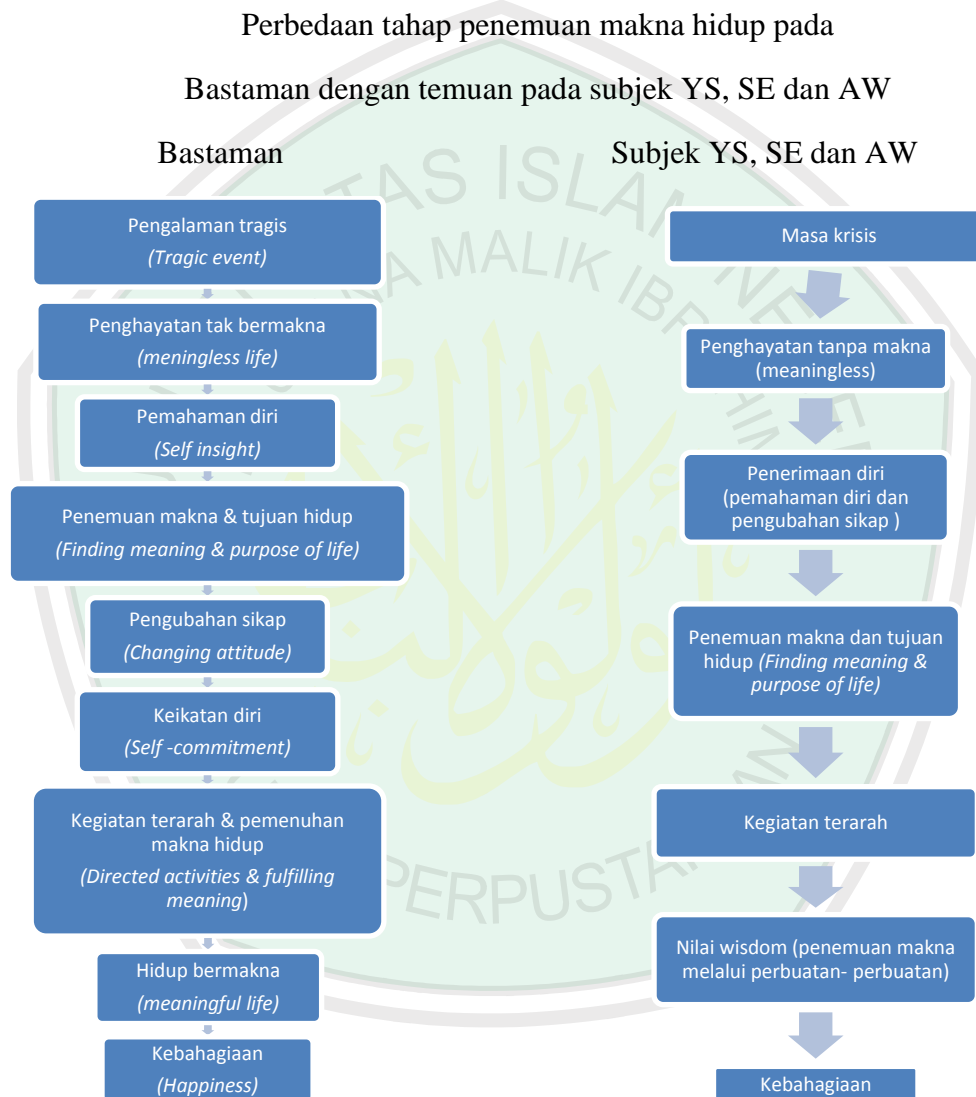 Perbedaan tahap penemuan makna hidup pada
Bastaman dengan temuan pada subjek YS, SE dan AW
Bastaman
Pengalaman tragis
(Tragic event)
Penghayatan tak bermakna
(meningless life)
Pemahaman diri
(Self insight)
Penemuan makna & tujuan hidup
(Finding meaning & purpose of life)
Pengubahan sikap
(Changing attitude)
Keikatan diri
(Self -commitment)
Kegiatan terarah & pemenuhan
makna hidup
(Directed activities & fulfilling
meaning)
Hidup bermakna
(meaningful life)
Kebahagiaan
(Happiness)
Subjek YS, SE dan AW
Masa krisis
Penghayatan tanpa makna
(meaningless)
Penerimaan diri
(pemahaman diri dan
pengubahan sikap )
Penemuan makna dan tujuan
hidup (Finding meaning &
purpose of life)
Kegiatan terarah
Nilai wisdom (penemuan makna
melalui perbuatan- perbuatan)
Kebahagiaan